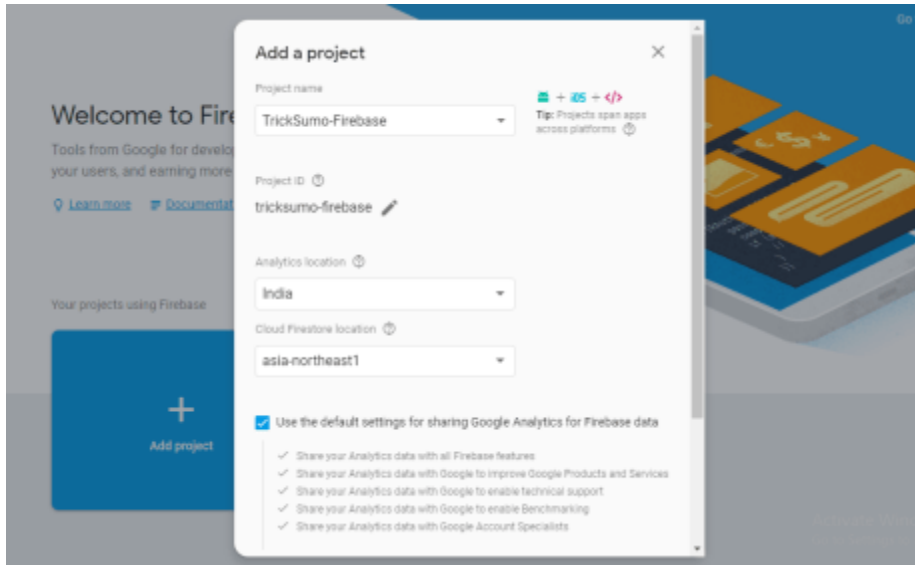 Go
Add a project
Project name
TrickSumo-Firebase
iOS
Tip: Projects span apps
across platforms
Welcome to Fire
Tools from Google for develo
your users, and earning more
Learn more
Documentat
Project ID
tricksumo-firebase
Analytics location
India
Your projects using Firebase
Cloud Firestore location
asia-northeast1
Add project
Use the default settings for sharing Google Analytics for Firebase data
Share your Analytics data with all Firebase features
Share your Analytics data with Google to improve Google Products and Services
Share your Analytics data with Google to enable technical support
Share your Analytics data with Google to enable Benchmarking
Share your Analytics data with Google Account Specialists
Activate Win